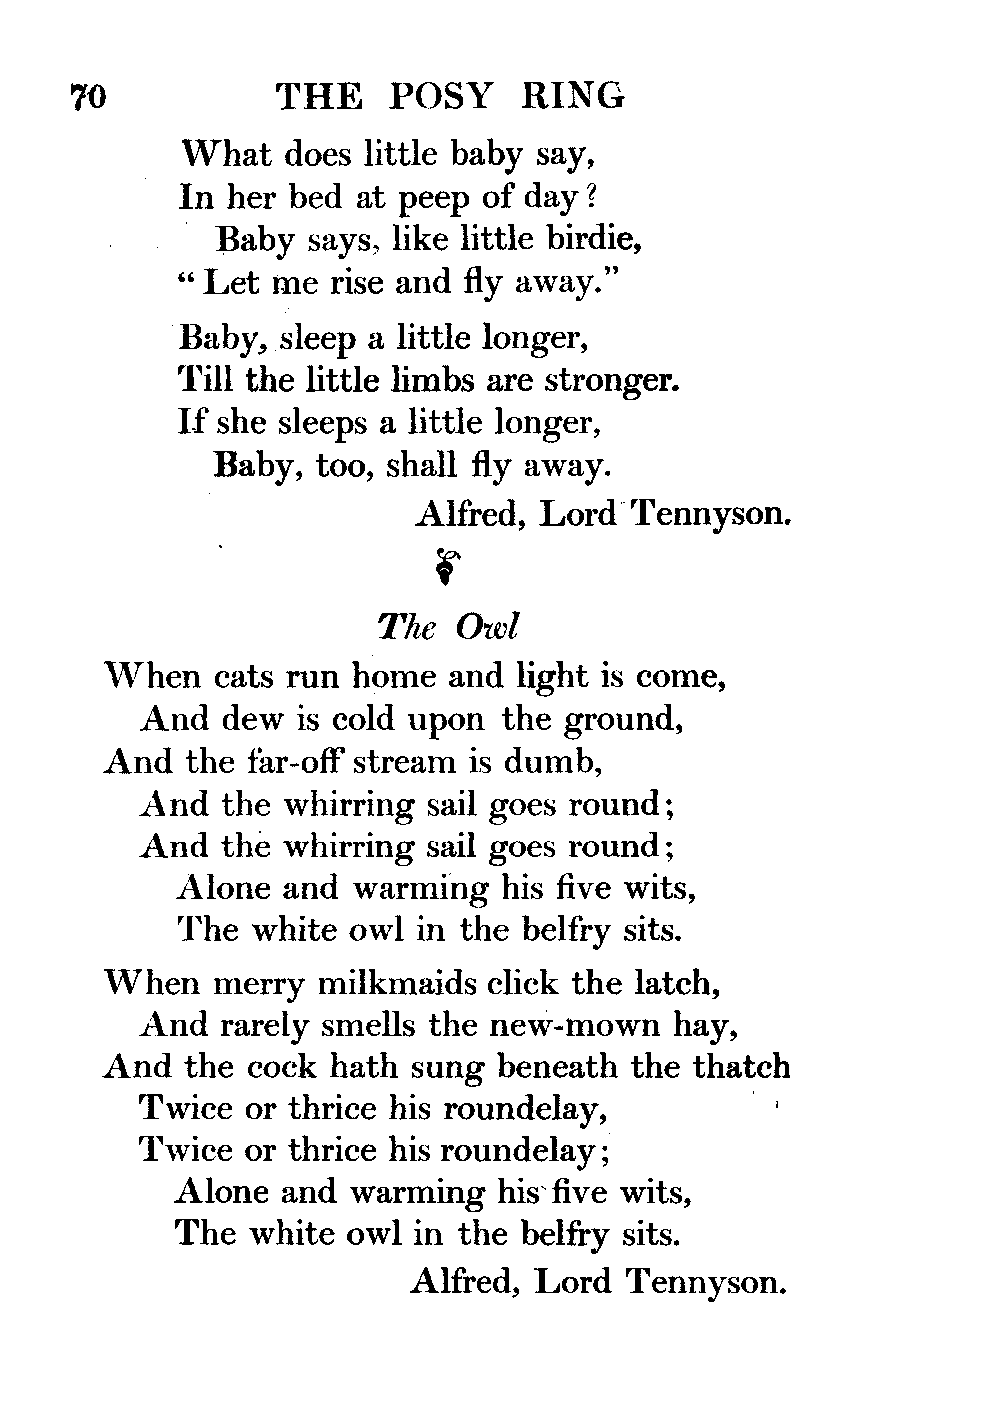 70 THE POSY RING
What does little baby say,
In her bed at peep of day?
Baby says, like little birdie,
"Let me rise and fly away."
Baby, sleep a little longer,
Till the little limbs are stronger.
If she sleeps a little longer,
Baby, too, shall fly away.
Alfred, Lord Tennyson.
The Owl
When cats run home and light is come,
And dew is cold upon the ground,
And the far-off stream is dumb,
And the whirring sail goes round;
And the whirring sail goes round;
Alone and warming his five wits,
The white owl in the belfry sits.
When merry milkmaids click the latch,
And rarely smells the new-mown hay,
And the cock hath sung beneath the thatch
Twice or thrice his roundelay,
Twice or thrice his roundelay;
Alone and warming his five wits,
The white owl in the belfry sits.
Alfred, Lord Tennyson.